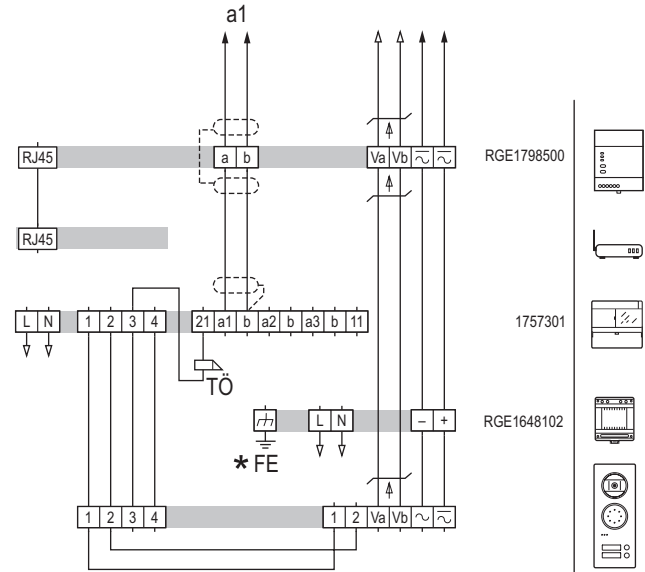 a1
RJ45 a b Va Vb RGE1798500
RJ45
L N 1 2 3 4 21 a1 b a2 b a3 b 11 1757301
TÖ
L N – + RGE1648102
* FE
1 2 3 4 1 2 Va Vb